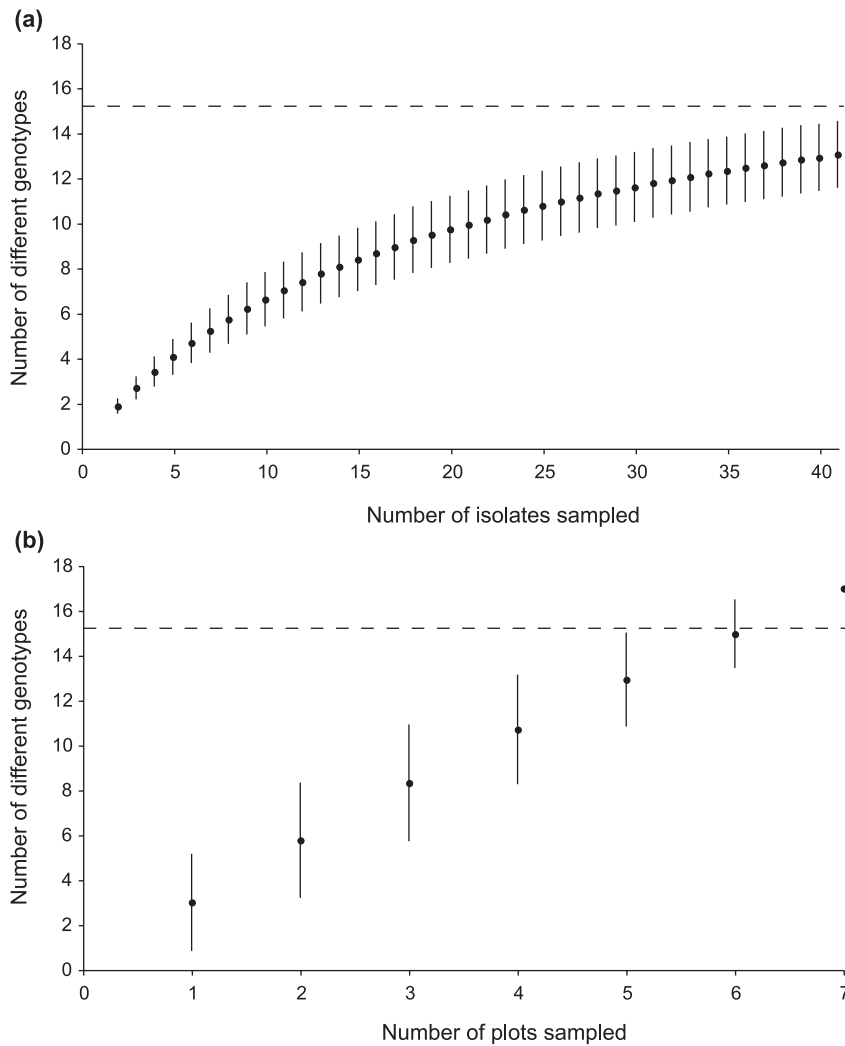 (a)
18
16
14
12
10
8
6
4
2
0
Number of different genotypes
0 5 10 15 20 25 30 35 40
Number of isolates sampled
(b)
18
16
14
12
10
8
6
4
2
0
Number of different genotypes
0 1 2 3 4 5 6 7
Number of plots sampled